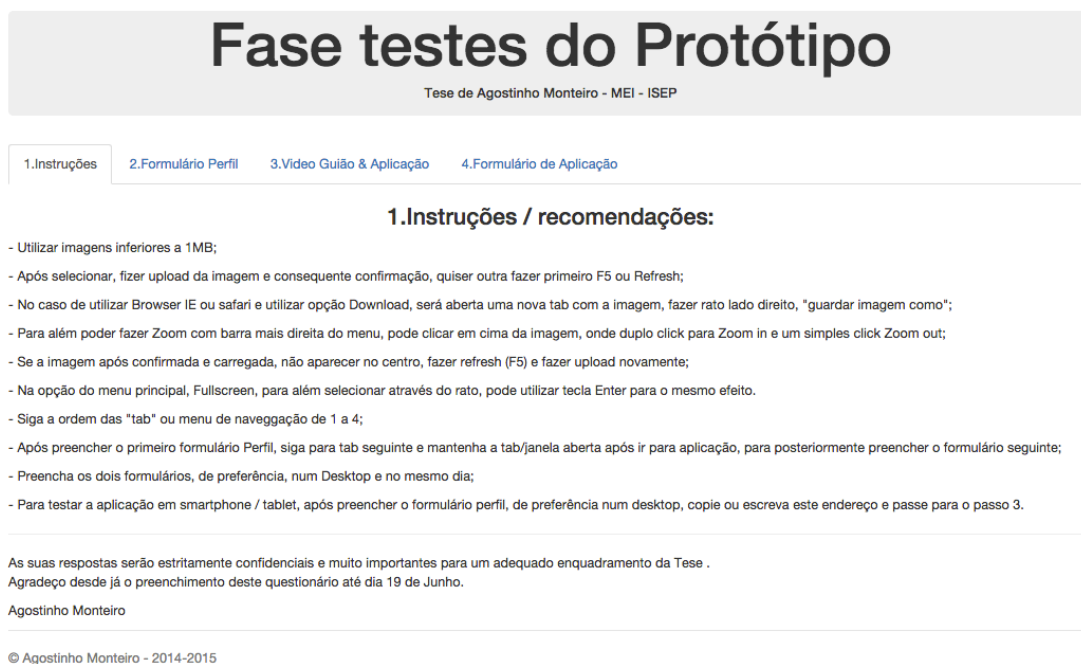 Fase testes do Protótipo
Tese de Agostinho Monteiro - MEI - ISEP
1.Instruções
2.Formulário Perfil
3.Video Guião & Aplicação
4.Formulário de Aplicação
1.Instruções / recomendações:
- Utilizar imagens inferiores a 1MB;
- Após selecionar, fizer upload da imagem e consequente confirmação, quiser outra fazer primeiro F5 ou Refresh;
- No caso de utilizar Browser IE ou safari e utilizar opção Download, será aberta uma nova tab com a imagem, fazer rato lado direito, "guardar imagem como";
- Para além poder fazer Zoom com barra mais direita do menu, pode clicar em cima da imagem, onde duplo click para Zoom in e um simples click Zoom out;
- Se a imagem após confirmada e carregada, não aparecer no centro, fazer refresh (F5) e fazer upload novamente;
- Na opção do menu principal, Fullscreen, para além selecionar através do rato, pode utilizar tecla Enter para o mesmo efeito.
- Siga a ordem das "tab" ou menu de naveggação de 1 a 4;
- Após preencher o primeiro formulário Perfil, siga para tab seguinte e mantenha a tab/janela aberta após ir para aplicação, para posteriormente preencher o formulário seguinte;
- Preencha os dois formulários, de preferência, num Desktop e no mesmo dia;
- Para testar a aplicação em smartphone / tablet, após preencher o formulário perfil, de preferência num desktop, copie ou escreva este endereço e passe para o passo 3.
As suas respostas serão estritamente confidenciais e muito importantes para um adequado enquadramento da Tese .
Agradeço desde já o preenchimento deste questionário até dia 19 de Junho.
Agostinho Monteiro
© Agostinho Monteiro - 2014-2015